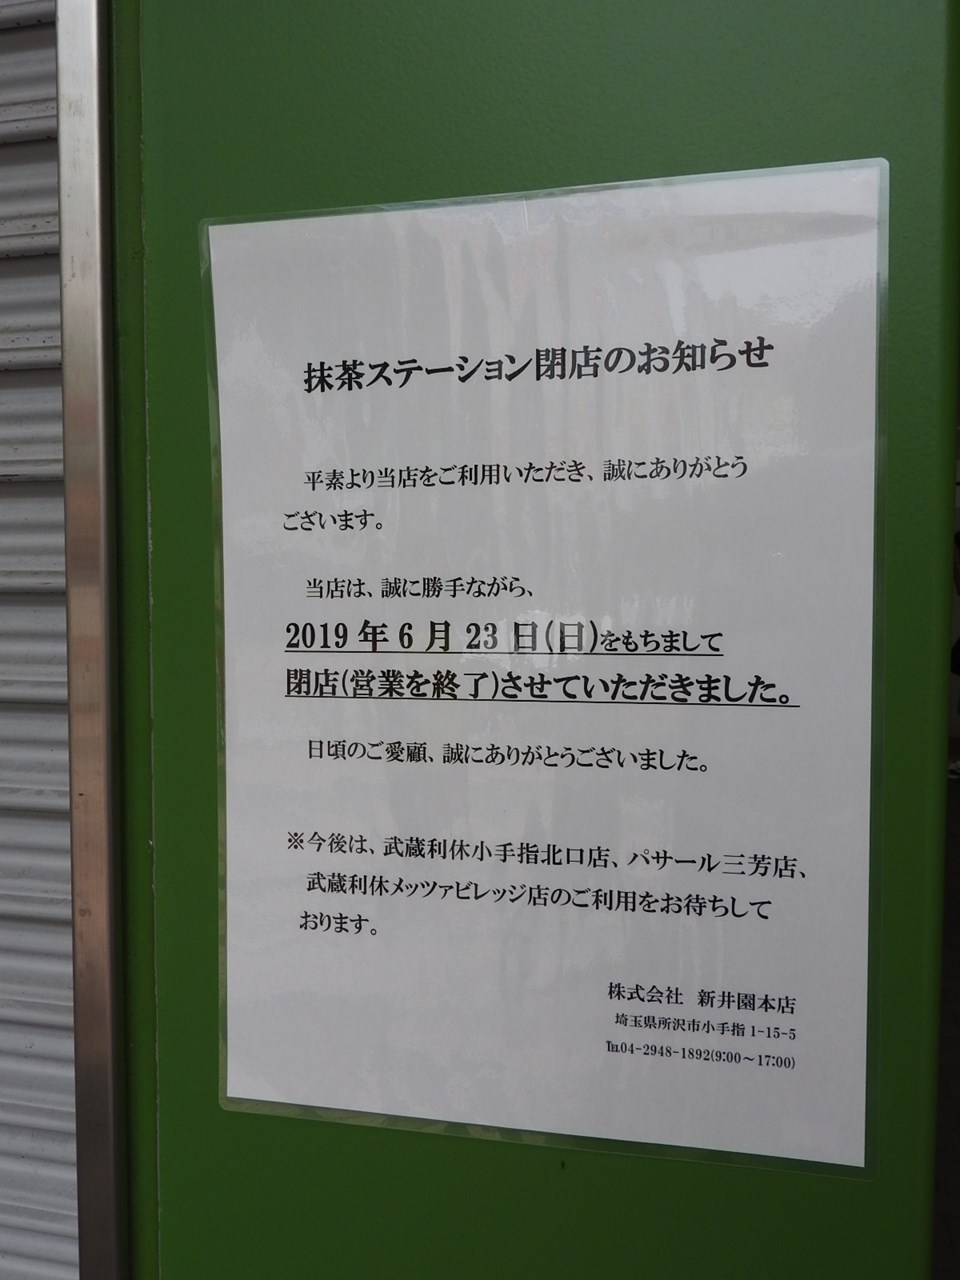 抹茶ステーション閉店のお知らせ
平素より当店をご利用いただき、誠にありがとう
ございます。
当店は、誠に勝手ながら、
2019年6月23日(日)をもちまして
閉店(営業を終了)させていただきました。
日頃のご愛顧、誠にありがとうございました。
※今後は、武蔵利休小手指北口店、パサール三芳店、
武蔵利休メッツァビレッジ店のご利用をお待ちして
おります。
株式会社 新井園本店
埼玉県所沢市小手指1-15-5
℡04-2948-1892(9:00～17:00)